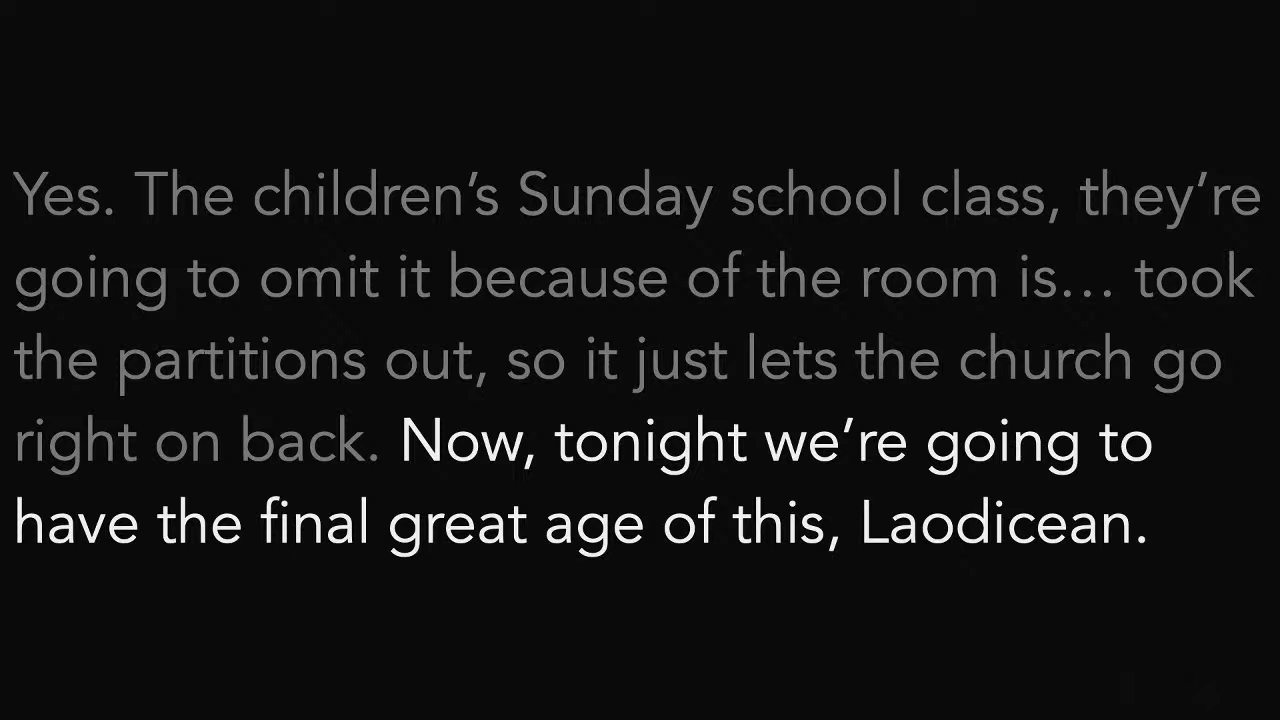 Yes. The children’s Sunday school class, they’re
going to omit it because of the room is… took
the partitions out, so it just lets the church go
right on back. Now, tonight we’re going to
have the final great age of this, Laodicean.